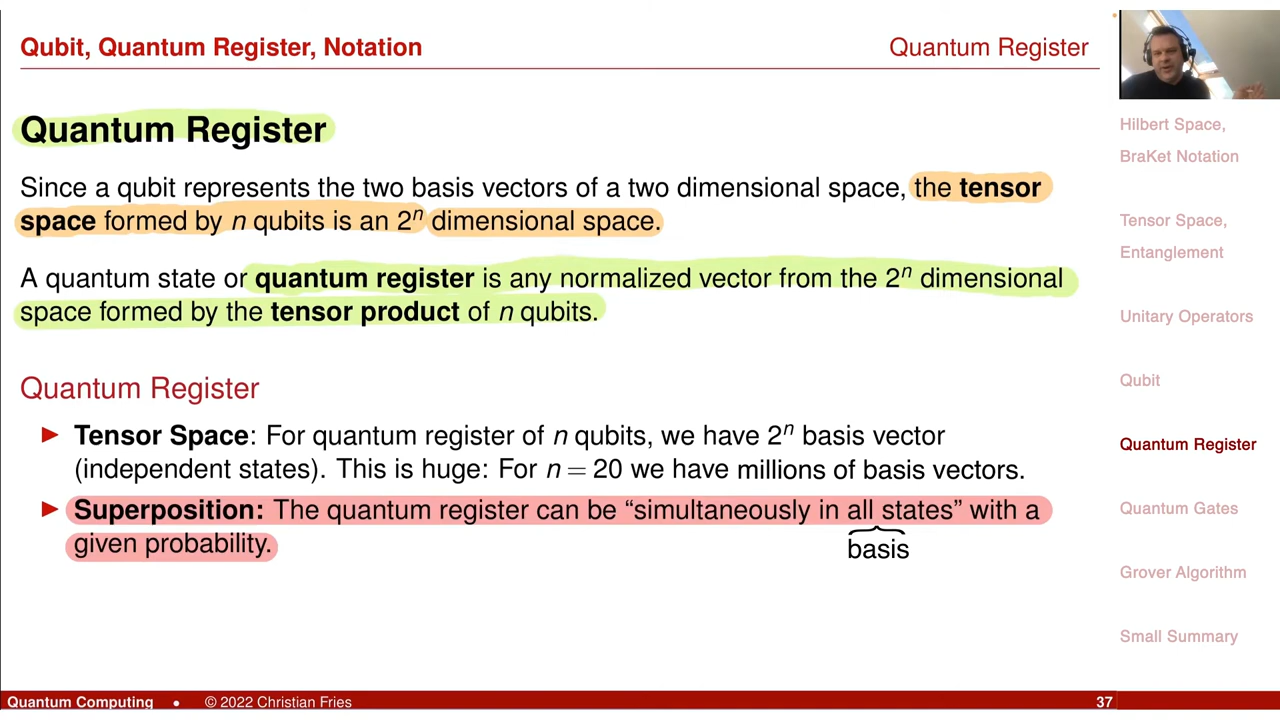 Qubit, Quantum Register, Notation
Quantum Register
Quantum Register
Since a qubit represents the two basis vectors of a two dimensional space, the tensor
space formed by n qubits is an 2ⁿ dimensional space.
A quantum state or quantum register is any normalized vector from the 2ⁿ dimensional
space formed by the tensor product of n qubits.
Quantum Register
▶ Tensor Space: For quantum register of n qubits, we have 2ⁿ basis vector
(independent states). This is huge: For n = 20 we have millions of basis vectors.
▶ Superposition: The quantum register can be “simultaneously in all states” with a
given probability.
basis
Hilbert Space,
BraKet Notation
Tensor Space,
Entanglement
Unitary Operators
Qubit
Quantum Register
Quantum Gates
Grover Algorithm
Small Summary
Quantum Computing • © 2022 Christian Fries
37